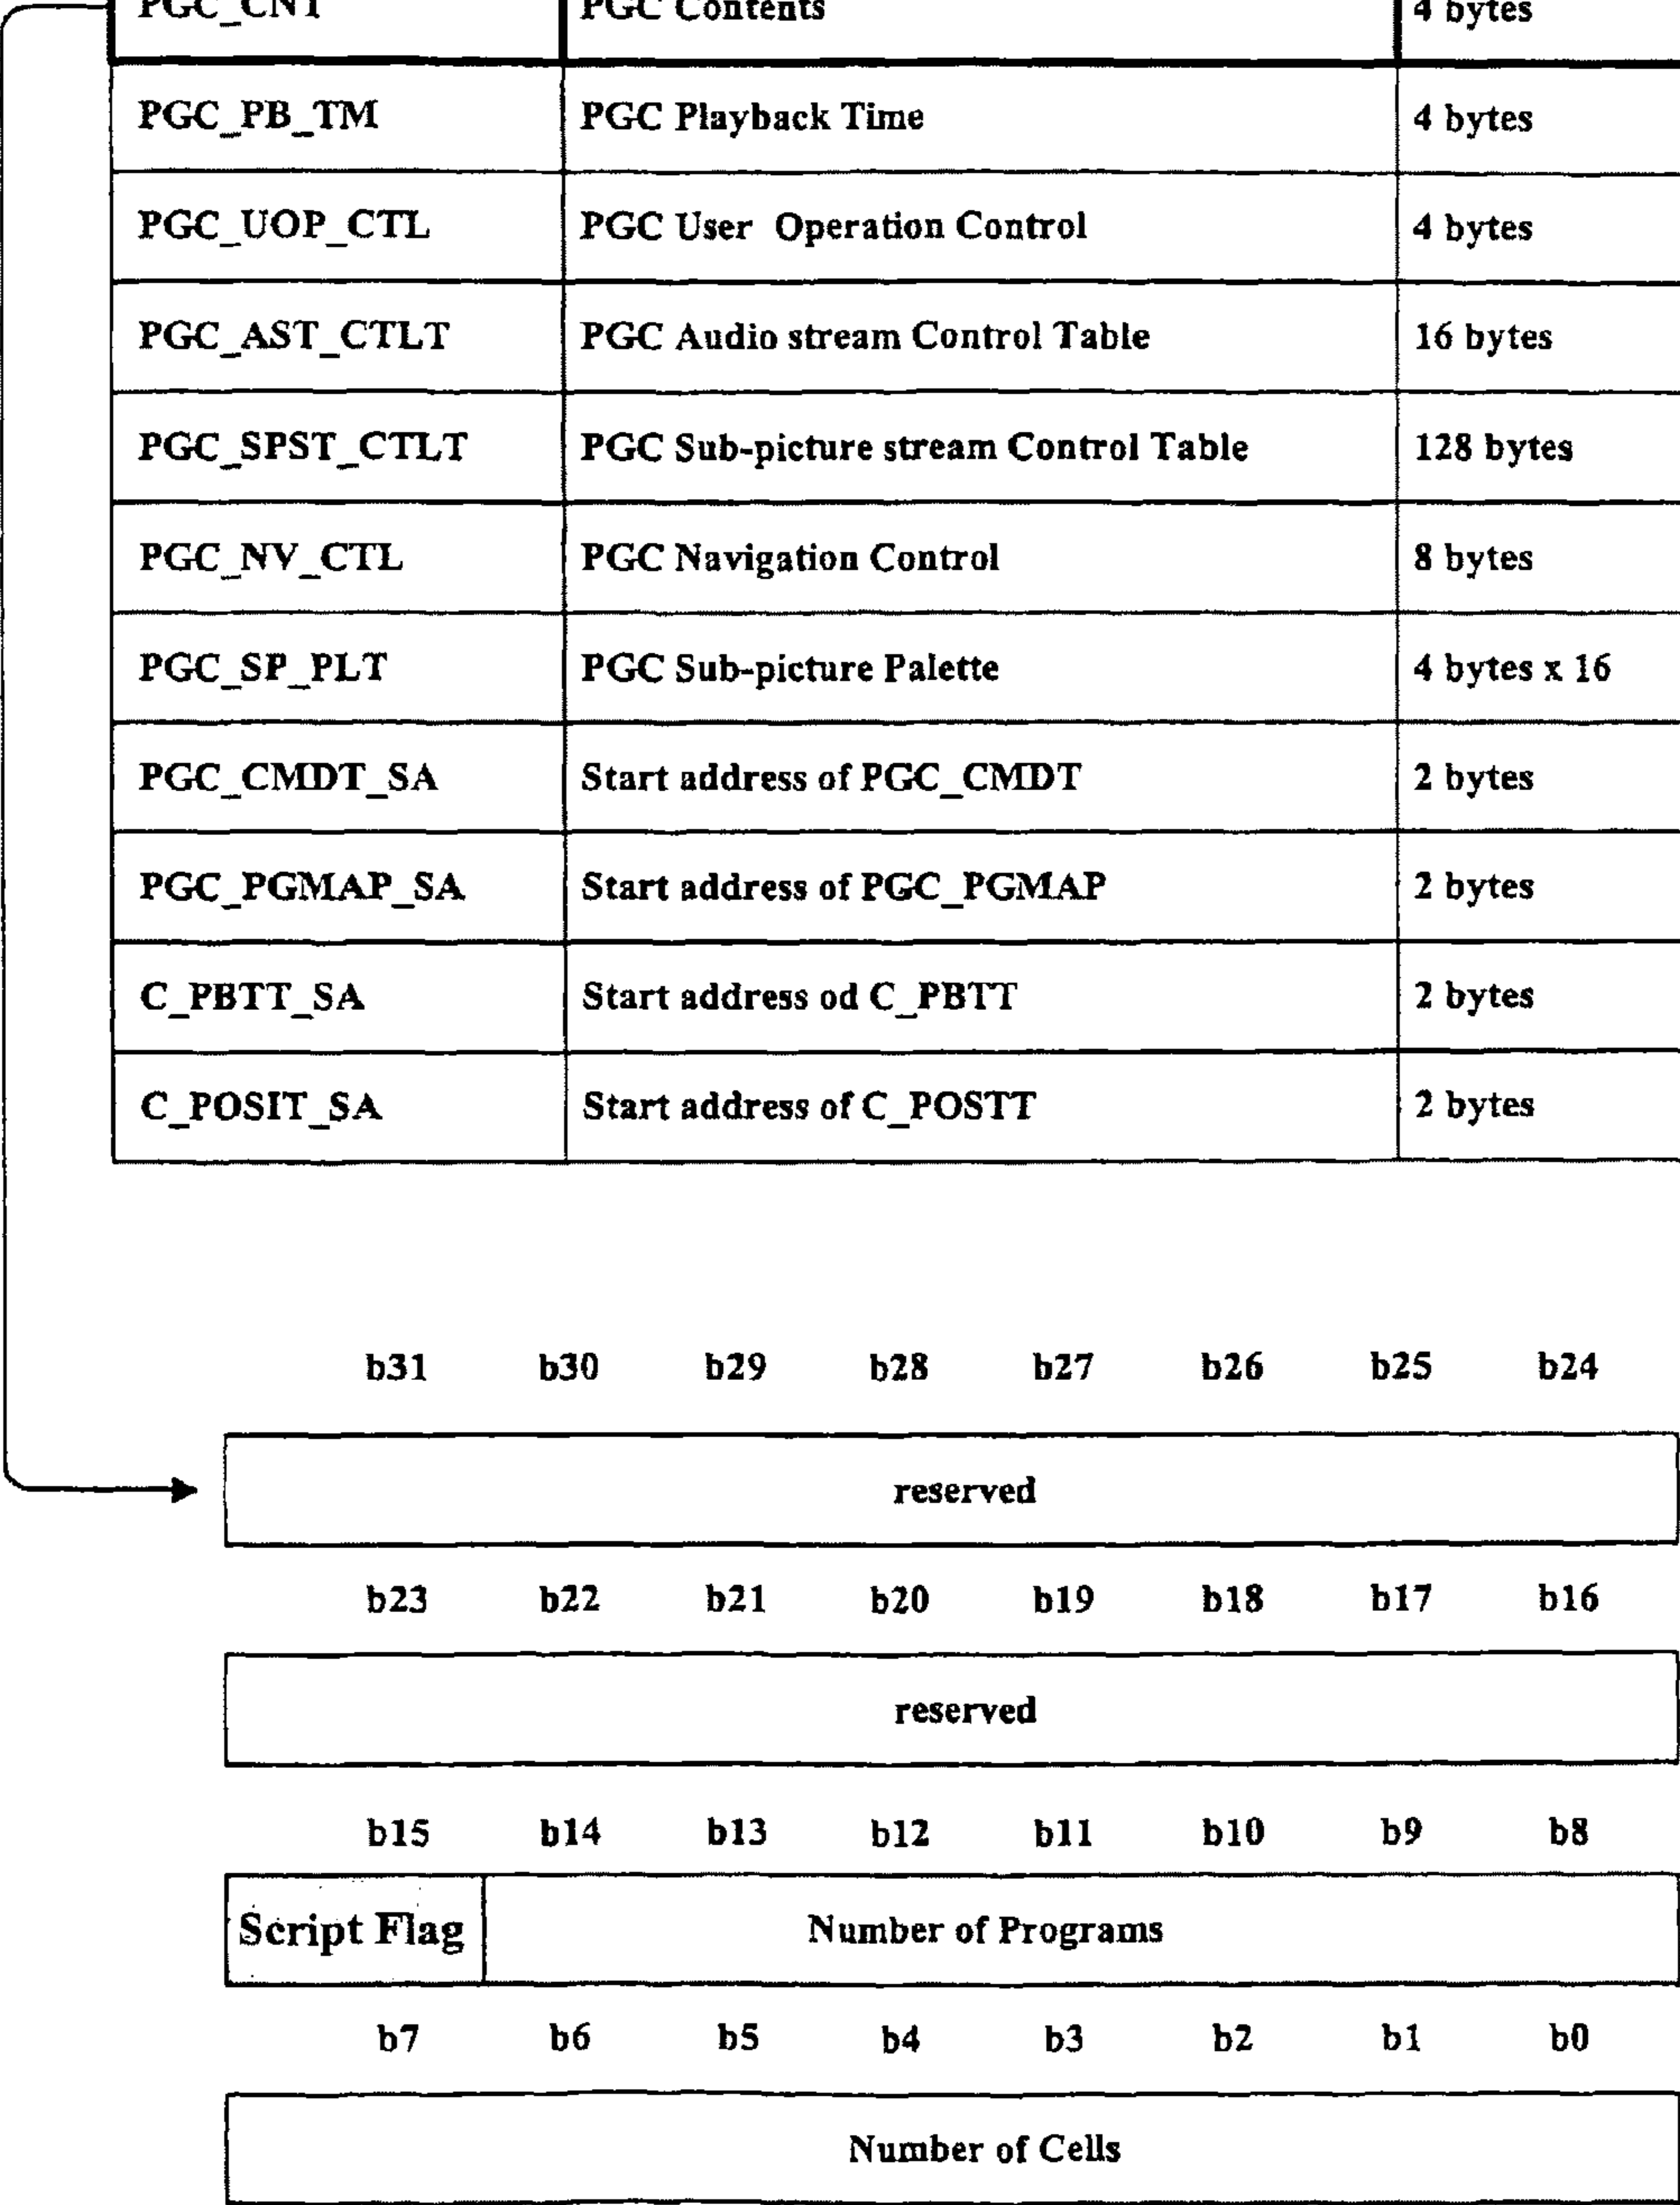 PGC_CNT PGC Contents 4 bytes
PGC_PB_TM PGC Playback Time 4 bytes
PGC_UOP_CTL PGC User Operation Control 4 bytes
PGC_AST_CTLT PGC Audio stream Control Table 16 bytes
PGC_SPST_CTLT PGC Sub-picture stream Control Table 128 bytes
PGC_NV_CTL PGC Navigation Control 8 bytes
PGC_SP_PLT PGC Sub-picture Palette 4 bytes x 16
PGC_CMDT_SA Start address of PGC_CMDT 2 bytes
PGC_PGMAP_SA Start address of PGC_PGMAP 2 bytes
C_PBTT_SA Start address od C_PBTT 2 bytes
C_POSIT_SA Start address of C_POSTT 2 bytes
b31 b30 b29 b28 b27 b26 b25 b24
reserved
b23 b22 b21 b20 b19 b18 b17 b16
reserved
b15 b14 b13 b12 b11 b10 b9 b8
Script Flag Number of Programs
b7 b6 b5 b4 b3 b2 b1 b0
Number of Cells